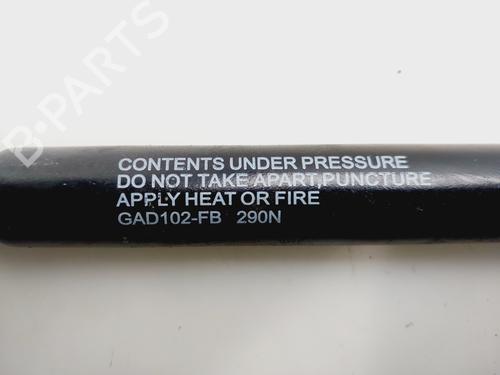 B-PARTS
CONTENTS UNDER PRESSURE
DO NOT TAKE APART,PUNCTURE
APPLY HEAT OR FIRE
GAD102-FB 290N